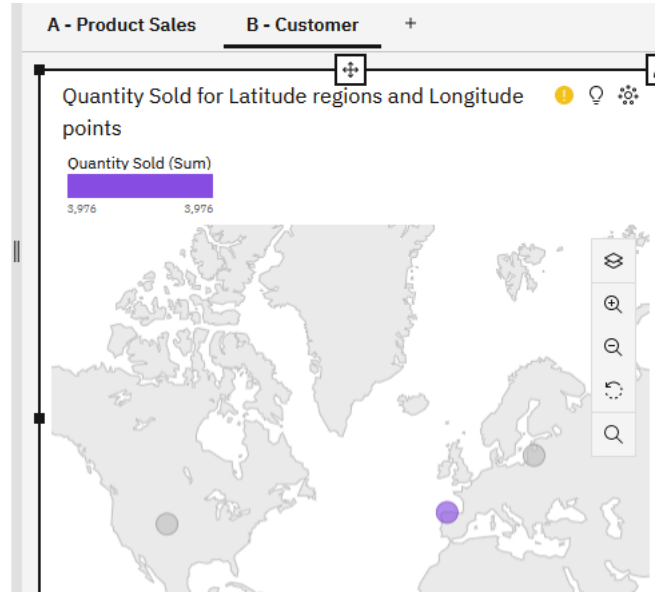 A - Product Sales B - Customer +
Quantity Sold for Latitude regions and Longitude
points
Quantity Sold (Sum)
3,976 3,976